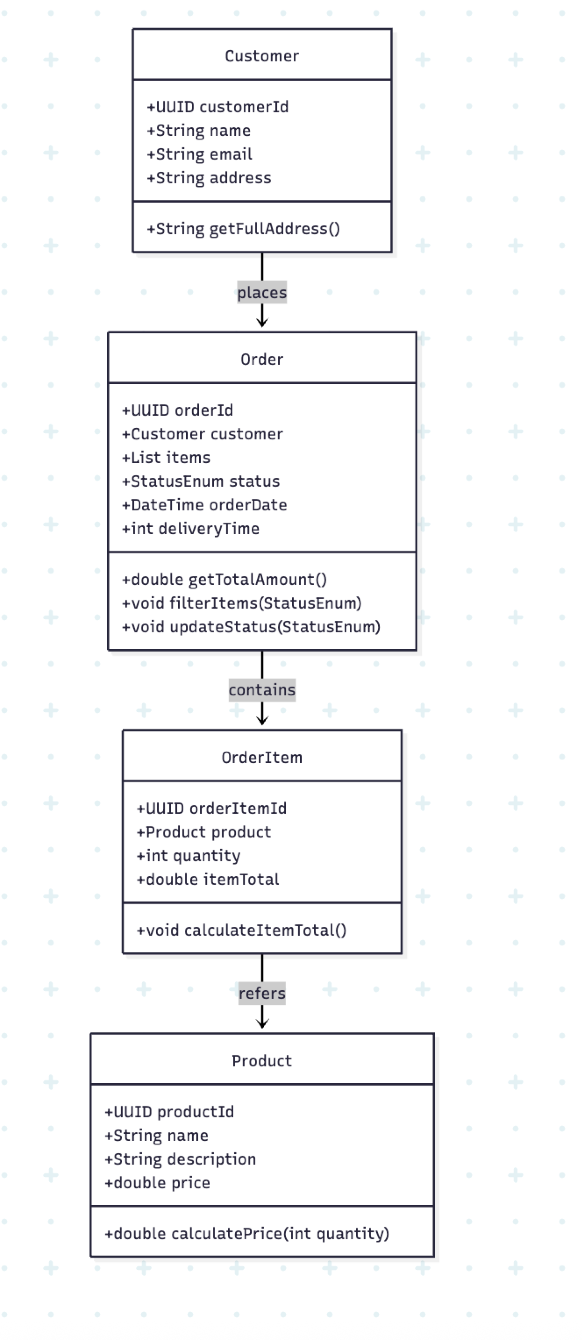 Customer
+UUID customerId
+String name
+String email
+String address
+String getFullAddress()
places
Order
+UUID orderId
+Customer customer
+List items
+StatusEnum status
+DateTime orderDate
+int deliveryTime
+double getTotalAmount()
+void filterItems(StatusEnum)
+void updateStatus(StatusEnum)
contains
OrderItem
+UUID orderItemId
+Product product
+int quantity
+double itemTotal
+void calculateItemTotal()
refers
Product
+UUID productId
+String name
+String description
+double price
+double calculatePrice(int quantity)